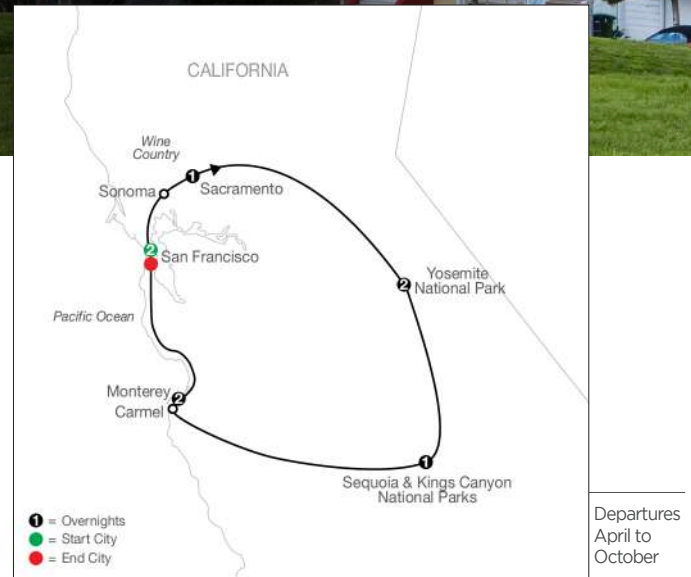 CALIFORNIA
Wine
Country
1
Sonoma
Sacramento
2
San Francisco
2
Yosemite
National Park
Pacific Ocean
Monterey
2
Carmel
1
Sequoia & Kings Canyon
National Parks
1 = Overnights
= Start City
= End City
Departures
April to
October